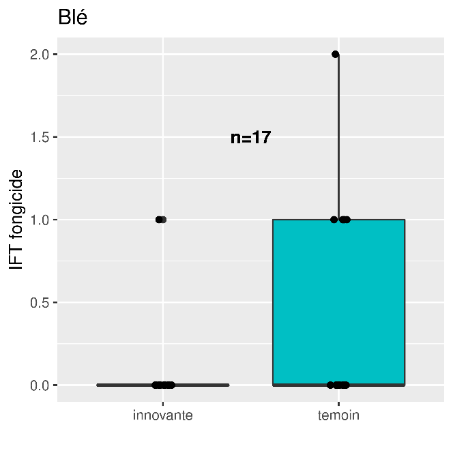 Blé
2.0
1.5
n=17
1.0
0.5
0.0
IFT fongicide
innovante
temoin